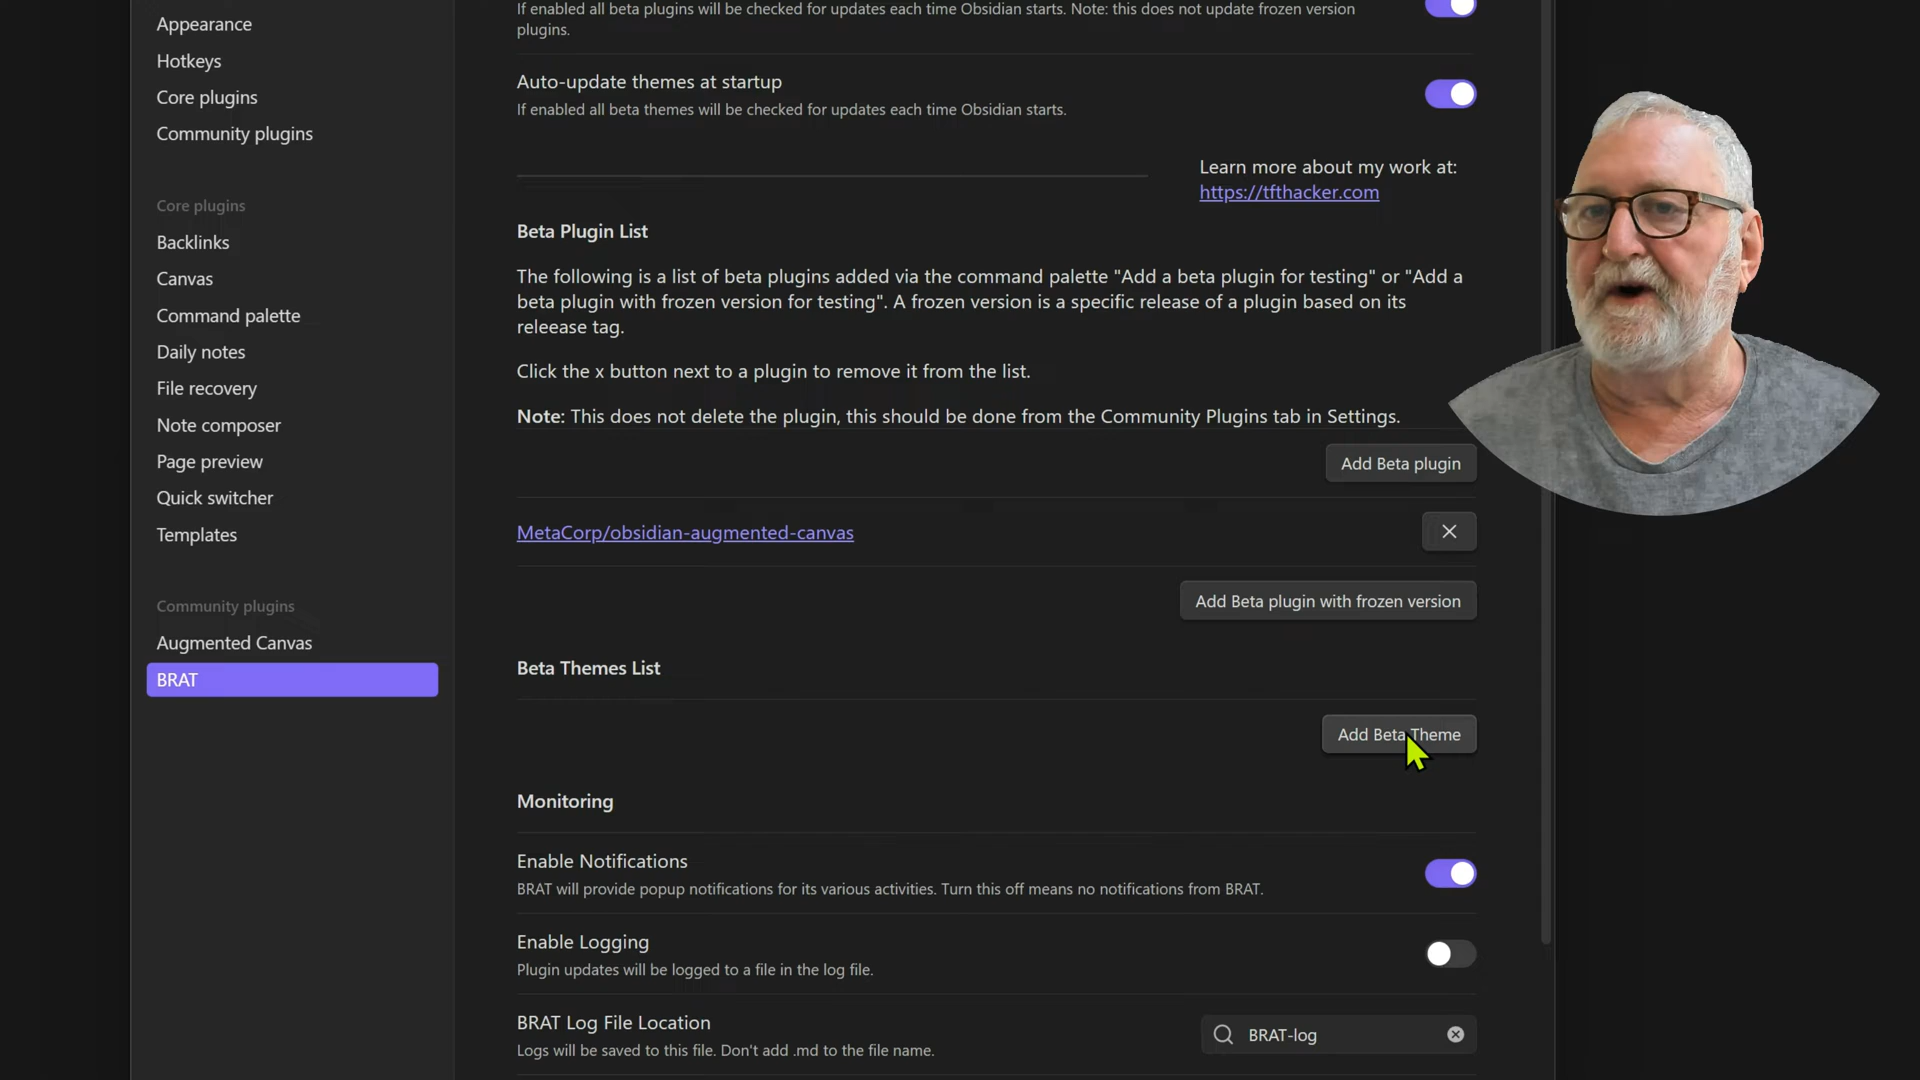 Appearance
Hotkeys
Core plugins
Community plugins
Core plugins
Backlinks
Canvas
Command palette
Daily notes
File recovery
Note composer
Page preview
Quick switcher
Templates
Community plugins
Augmented Canvas
BRAT
If enabled all beta plugins will be checked for updates each time Obsidian starts. Note: this does not update frozen version
plugins.
Auto-update themes at startup
If enabled all beta themes will be checked for updates each time Obsidian starts.
Learn more about my work at:
https://tfthacker.com
Beta Plugin List
The following is a list of beta plugins added via the command palette "Add a beta plugin for testing" or "Add a
beta plugin with frozen version for testing". A frozen version is a specific release of a plugin based on its
releease tag.
Click the x button next to a plugin to remove it from the list.
Note: This does not delete the plugin, this should be done from the Community Plugins tab in Settings.
Add Beta plugin
MetaCorp/obsidian-augmented-canvas
Add Beta plugin with frozen version
Beta Themes List
Add Beta Theme
Monitoring
Enable Notifications
BRAT will provide popup notifications for its various activities. Turn this off means no notifications from BRAT.
Enable Logging
Plugin updates will be logged to a file in the log file.
BRAT Log File Location
Logs will be saved to this file. Don't add .md to the file name.
BRAT-log